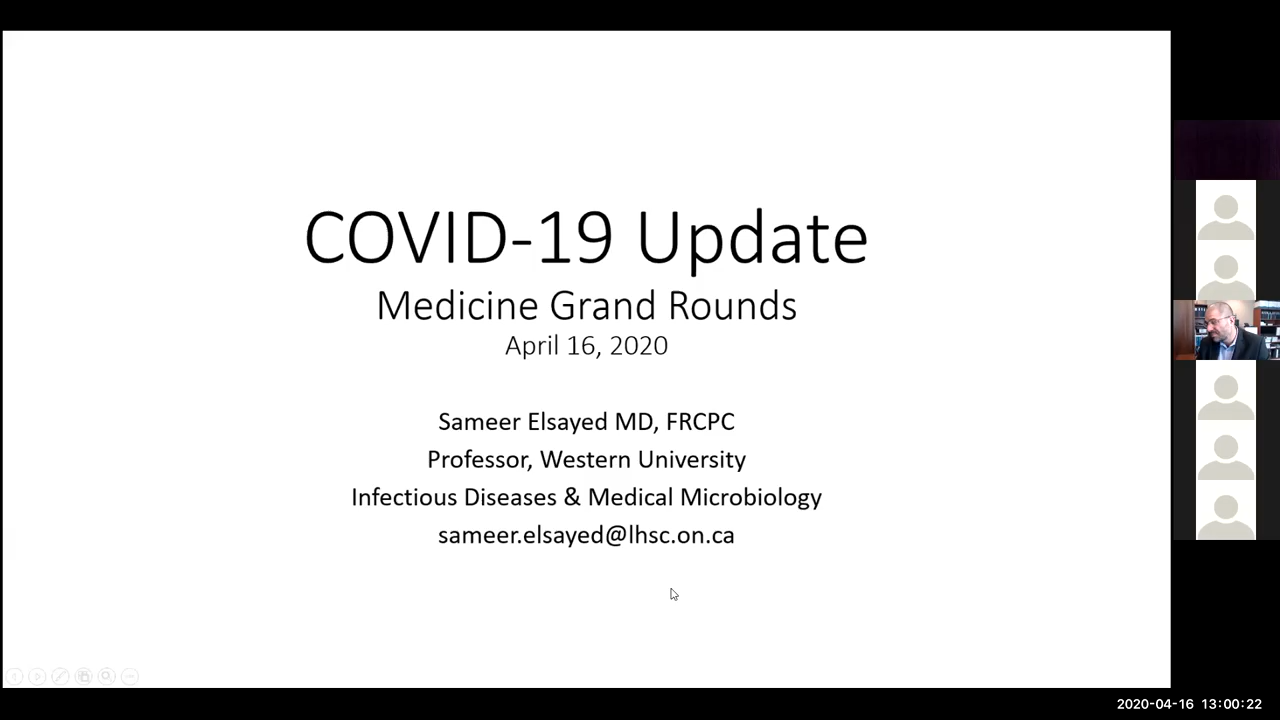 COVID-19 Update
Medicine Grand Rounds
April 16, 2020
Sameer Elsayed MD, FRCPC
Professor, Western University
Infectious Diseases & Medical Microbiology
sameer.elsayed@lhsc.on.ca
2020-04-16 13:00:22